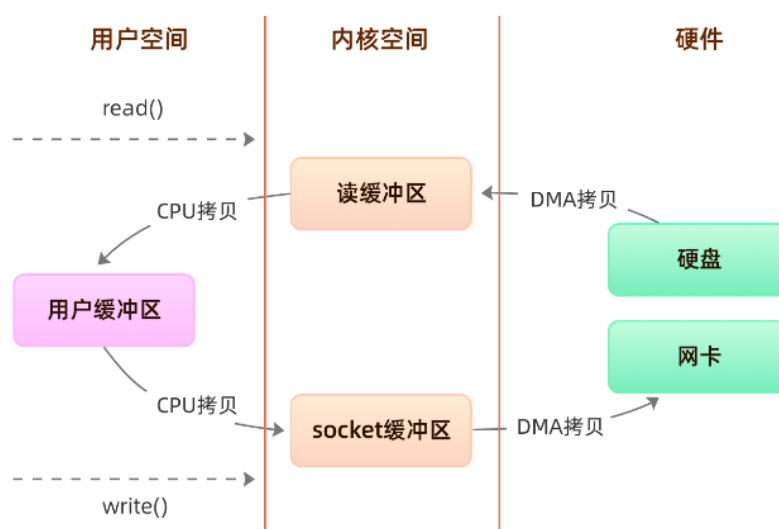 用户空间
内核空间
硬件
read()
读缓冲区
CPU拷贝
DMA拷贝
硬盘
用户缓冲区
网卡
CPU拷贝
socket缓冲区
DMA拷贝
write()